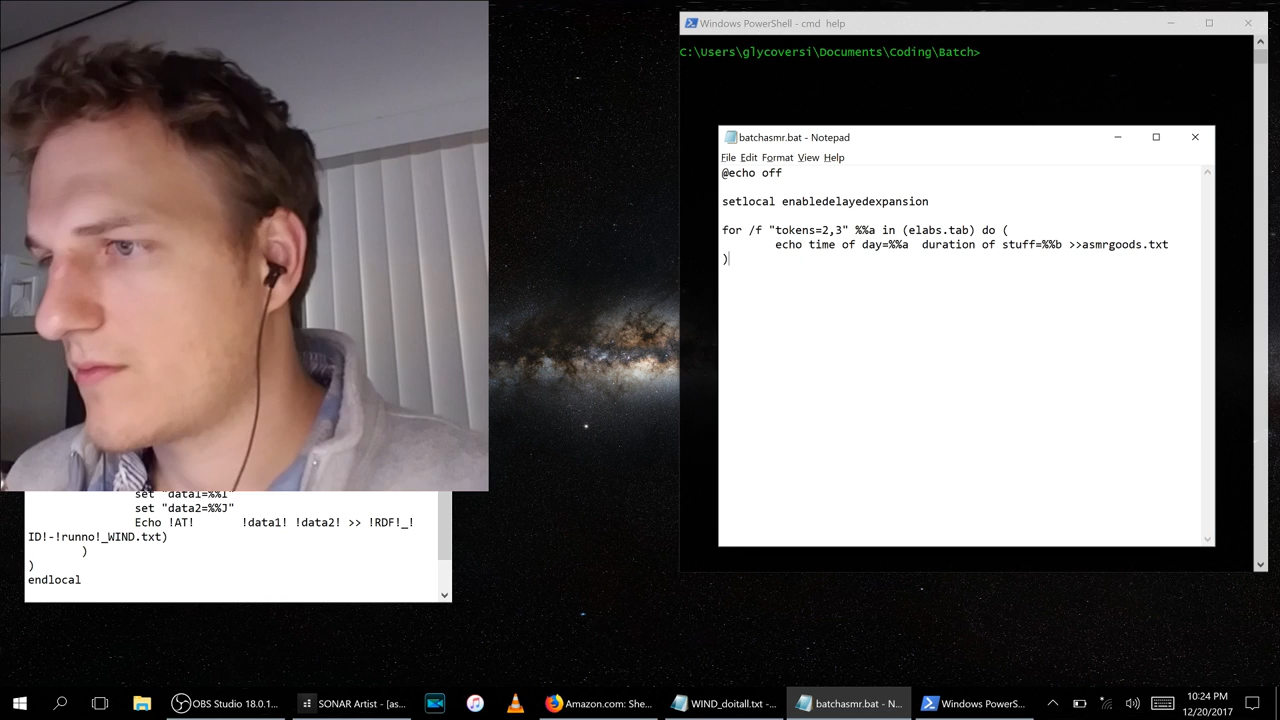 Windows PowerShell - cmd  help
C:\Users\glycoversi\Documents\Coding\Batch>
batchasmr.bat - Notepad
File Edit Format View Help
@echo off
setlocal enabledelayedexpansion
for /f "tokens=2,3" %%a in (elabs.tab) do (
echo time of day=%%a  duration of stuff=%%b >>asmrgoods.txt
)
set "data1=%%I"
set "data2=%%J"
Echo !AT!       !data1! !data2! >> !RDF!_!
ID!-!runno!_WIND.txt)
)
)
endlocal
OBS Studio 18.0.1...
SONAR Artist - [as...
Amazon.com: She...
WIND_doitall.txt -...
batchasmr.bat - N...
Windows PowerS...
10:24 PM
12/20/2017